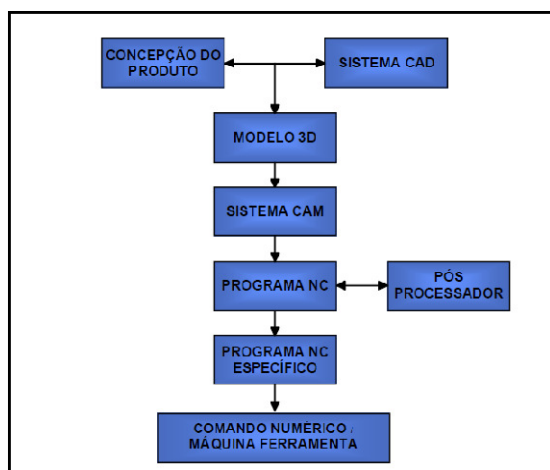 CONCEPÇÃO DO
PRODUTO
SISTEMA CAD
MODELO 3D
SISTEMA CAM
PROGRAMA NC
PÓS
PROCESSADOR
PROGRAMA NC
ESPECÍFICO
COMANDO NUMÉRICO /
MÁQUINA FERRAMENTA